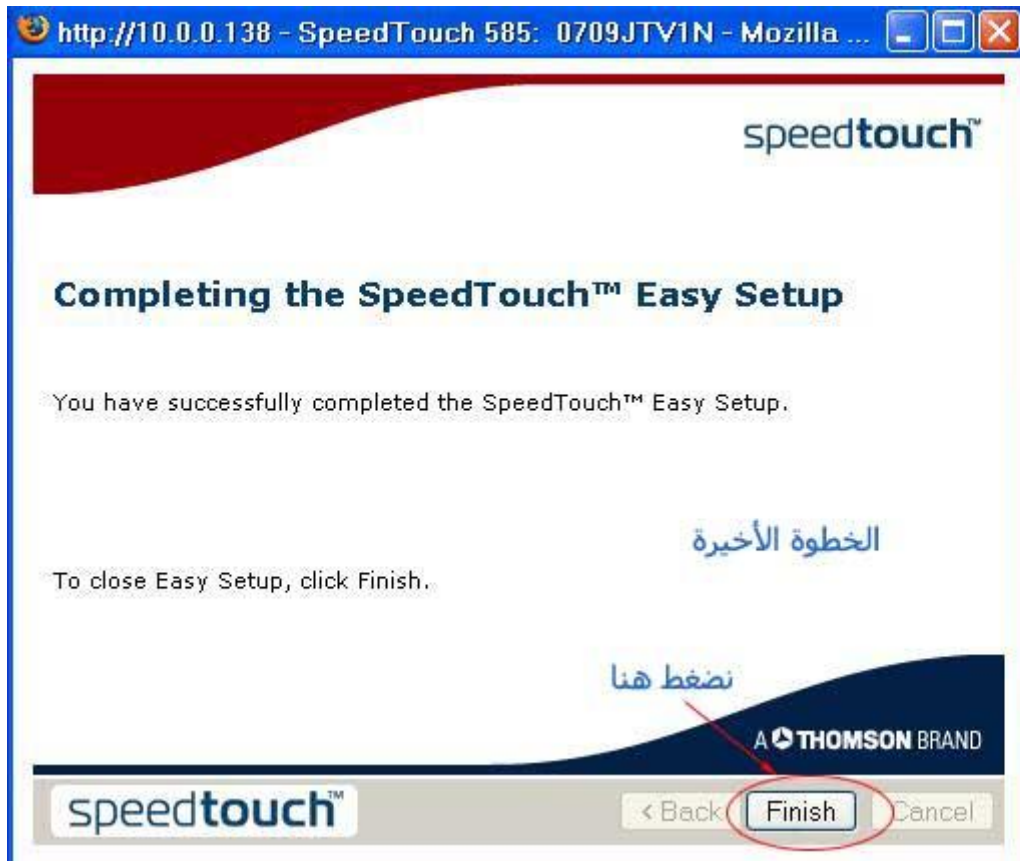 http://10.0.0.138 - SpeedTouch 585: 0709JTV1N - Mozilla ...
speedtouch™
Completing the SpeedTouch™ Easy Setup
You have successfully completed the SpeedTouch™ Easy Setup.
الخطوة الأخيرة
To close Easy Setup, click Finish.
نضغط هنا
A THOMSON BRAND
speedtouch™
< Back
Finish
Cancel